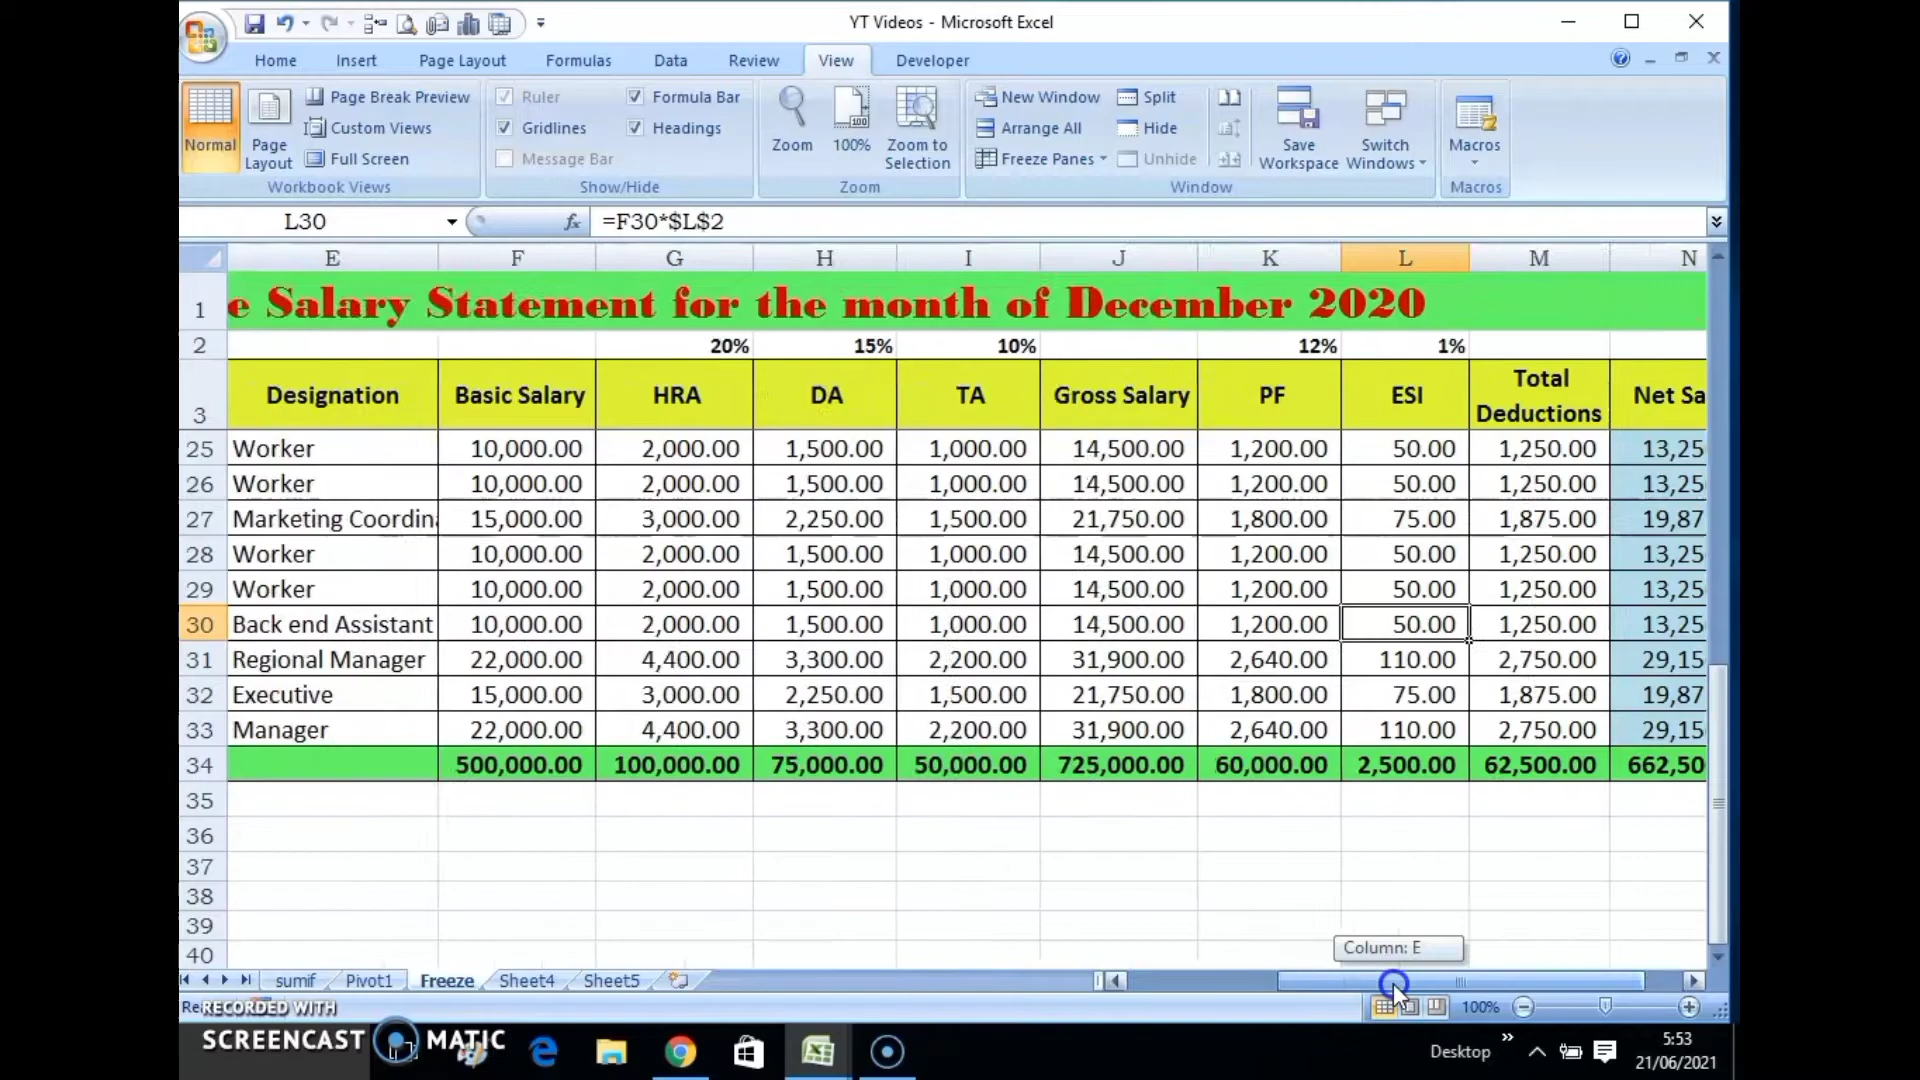 YT Videos - Microsoft Excel
Home Insert Page Layout Formulas Data Review View Developer
Normal
Page Layout
Page Break Preview
Custom Views
Full Screen
Workbook Views
Ruler
Gridlines
Message Bar
Formula Bar
Headings
Show/Hide
Zoom
100%
Zoom to Selection
Zoom
New Window
Arrange All
Freeze Panes
Split
Hide
Unhide
Save Workspace
Switch Windows
Window
Macros
Macros
L30 fx =F30*$L$2
E F G H I J K L M N
1 e Salary Statement for the month of December 2020
2 20% 15% 10% 12% 1%
3 Designation Basic Salary HRA DA TA Gross Salary PF ESI Total Deductions Net Sa
25 Worker 10,000.00 2,000.00 1,500.00 1,000.00 14,500.00 1,200.00 50.00 1,250.00 13,25
26 Worker 10,000.00 2,000.00 1,500.00 1,000.00 14,500.00 1,200.00 50.00 1,250.00 13,25
27 Marketing Coordin 15,000.00 3,000.00 2,250.00 1,500.00 21,750.00 1,800.00 75.00 1,875.00 19,87
28 Worker 10,000.00 2,000.00 1,500.00 1,000.00 14,500.00 1,200.00 50.00 1,250.00 13,25
29 Worker 10,000.00 2,000.00 1,500.00 1,000.00 14,500.00 1,200.00 50.00 1,250.00 13,25
30 Back end Assistant 10,000.00 2,000.00 1,500.00 1,000.00 14,500.00 1,200.00 50.00 1,250.00 13,25
31 Regional Manager 22,000.00 4,400.00 3,300.00 2,200.00 31,900.00 2,640.00 110.00 2,750.00 29,15
32 Executive 15,000.00 3,000.00 2,250.00 1,500.00 21,750.00 1,800.00 75.00 1,875.00 19,87
33 Manager 22,000.00 4,400.00 3,300.00 2,200.00 31,900.00 2,640.00 110.00 2,750.00 29,15
34 500,000.00 100,000.00 75,000.00 50,000.00 725,000.00 60,000.00 2,500.00 62,500.00 662,50
35
36
37
38
39
40
Column: E
sumif Pivot1 Freeze Sheet4 Sheet5
Re 100%
RECORDED WITH
SCREENCAST MATIC
Desktop
5:53
21/06/2021